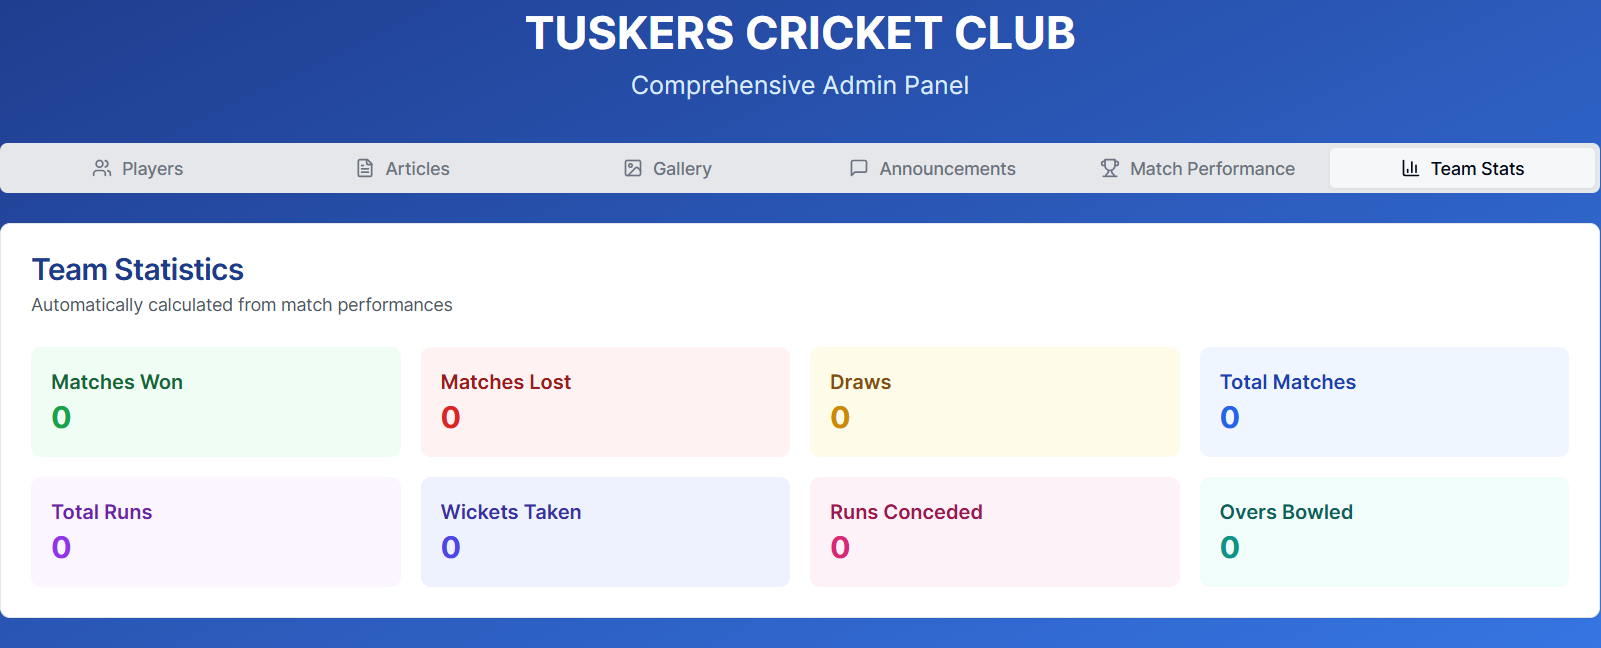 TUSKERS CRICKET CLUB
Comprehensive Admin Panel
Players Articles Gallery Announcements Match Performance Team Stats
Team Statistics
Automatically calculated from match performances
Matches Won Matches Lost Draws Total Matches
0 0 0 0
Total Runs Wickets Taken Runs Conceded Overs Bowled
0 0 0 0